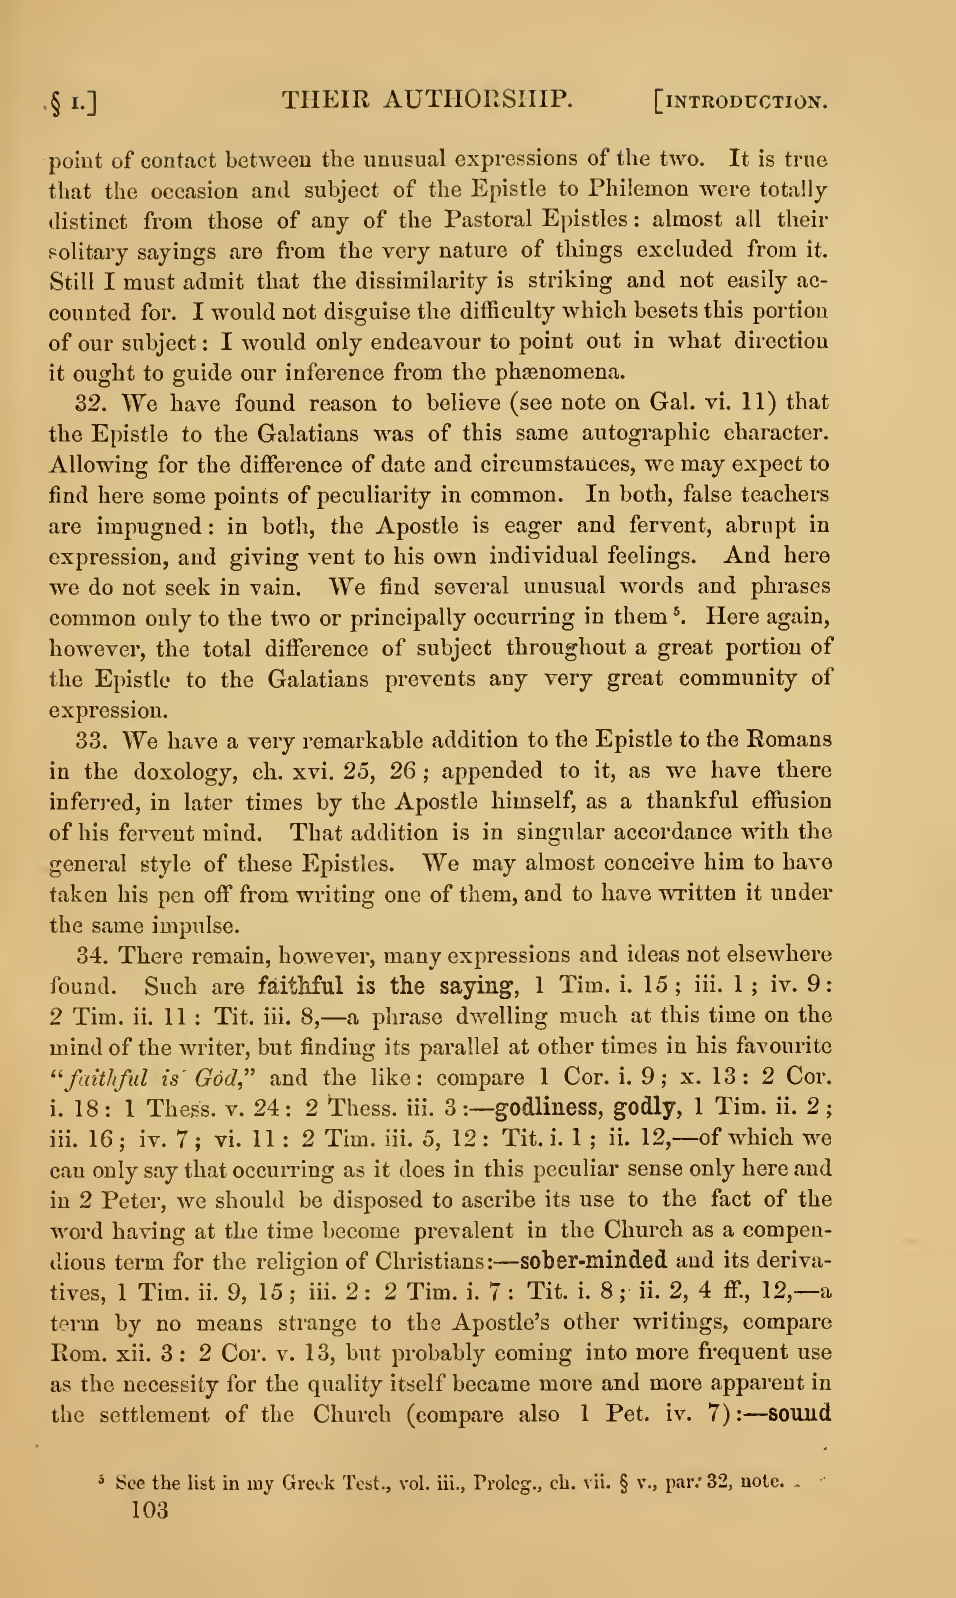 § I.] THEIR AUTHORSHIP. [INTRODUCTION.
point of contact between the unusual expressions of the two. It is true
that the occasion and subject of the Epistle to Philemon were totally
distinct from those of any of the Pastoral Epistles: almost all their
solitary sayings are from the very nature of things excluded from it.
Still I must admit that the dissimilarity is striking and not easily ac-
counted for. I would not disguise the difficulty which besets this portion
of our subject: I would only endeavour to point out in what direction
it ought to guide our inference from the phænomena.
32. We have found reason to believe (see note on Gal. vi. 11) that
the Epistle to the Galatians was of this same autographic character.
Allowing for the difference of date and circumstances, we may expect to
find here some points of peculiarity in common. In both, false teachers
are impugned: in both, the Apostle is eager and fervent, abrupt in
expression, and giving vent to his own individual feelings. And here
we do not seek in vain. We find several unusual words and phrases
common only to the two or principally occurring in them ⁵. Here again,
however, the total difference of subject throughout a great portion of
the Epistle to the Galatians prevents any very great community of
expression.
33. We have a very remarkable addition to the Epistle to the Romans
in the doxology, ch. xvi. 25, 26; appended to it, as we have there
inferred, in later times by the Apostle himself, as a thankful effusion
of his fervent mind. That addition is in singular accordance with the
general style of these Epistles. We may almost conceive him to have
taken his pen off from writing one of them, and to have written it under
the same impulse.
34. There remain, however, many expressions and ideas not elsewhere
found. Such are faithful is the saying, 1 Tim. i. 15; iii. 1; iv. 9:
2 Tim. ii. 11: Tit. iii. 8,—a phrase dwelling much at this time on the
mind of the writer, but finding its parallel at other times in his favourite
“faithful is God,” and the like: compare 1 Cor. i. 9; x. 13: 2 Cor.
i. 18: 1 Thess. v. 24: 2 Thess. iii. 3:—godliness, godly, 1 Tim. ii. 2;
iii. 16; iv. 7; vi. 11: 2 Tim. iii. 5, 12: Tit. i. 1; ii. 12,—of which we
can only say that occurring as it does in this peculiar sense only here and
in 2 Peter, we should be disposed to ascribe its use to the fact of the
word having at the time become prevalent in the Church as a compen-
dious term for the religion of Christians:—sober-minded and its deriva-
tives, 1 Tim. ii. 9, 15; iii. 2: 2 Tim. i. 7: Tit. i. 8; ii. 2, 4 ff., 12,—a
term by no means strange to the Apostle’s other writings, compare
Rom. xii. 3: 2 Cor. v. 13, but probably coming into more frequent use
as the necessity for the quality itself became more and more apparent in
the settlement of the Church (compare also 1 Pet. iv. 7):—sound
⁵ See the list in my Greek Test., vol. iii., Proleg., ch. vii. § v., par. 32, note.
103